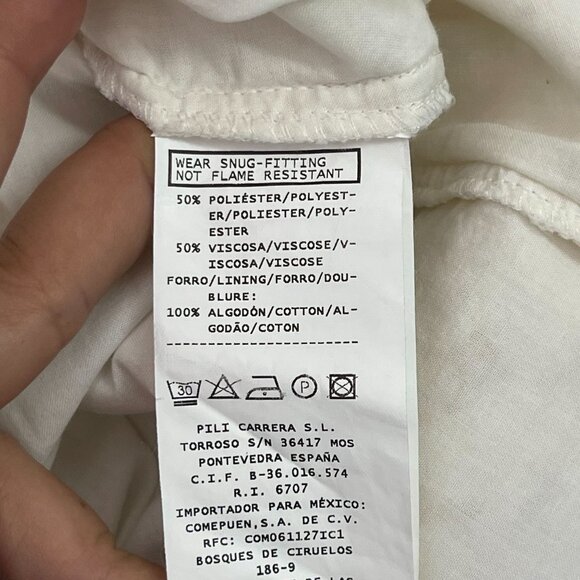 WEAR SNUG-FITTING
NOT FLAME RESISTANT
50% POLIÉSTER/POLYEST-
ER/POLIESTER/POLY-
ESTER
50% VISCOSA/VISCOSE/V-
ISCOSA/VISCOSE
FORRO/LINING/FORRO/DOU-
BLURE:
100% ALGODÓN/COTTON/AL-
GODÃO/COTON
30 P
PILI CARRERA S.L.
TORROSO S/N 36417 MOS
PONTEVEDRA ESPAÑA
C.I.F. B-36.016.574
R.I. 6707
IMPORTADOR PARA MÉXICO:
COMEPUEN,S.A. DE C.V.
RFC: COM061127IC1
BOSQUES DE CIRUELOS
186-9
DE LAS